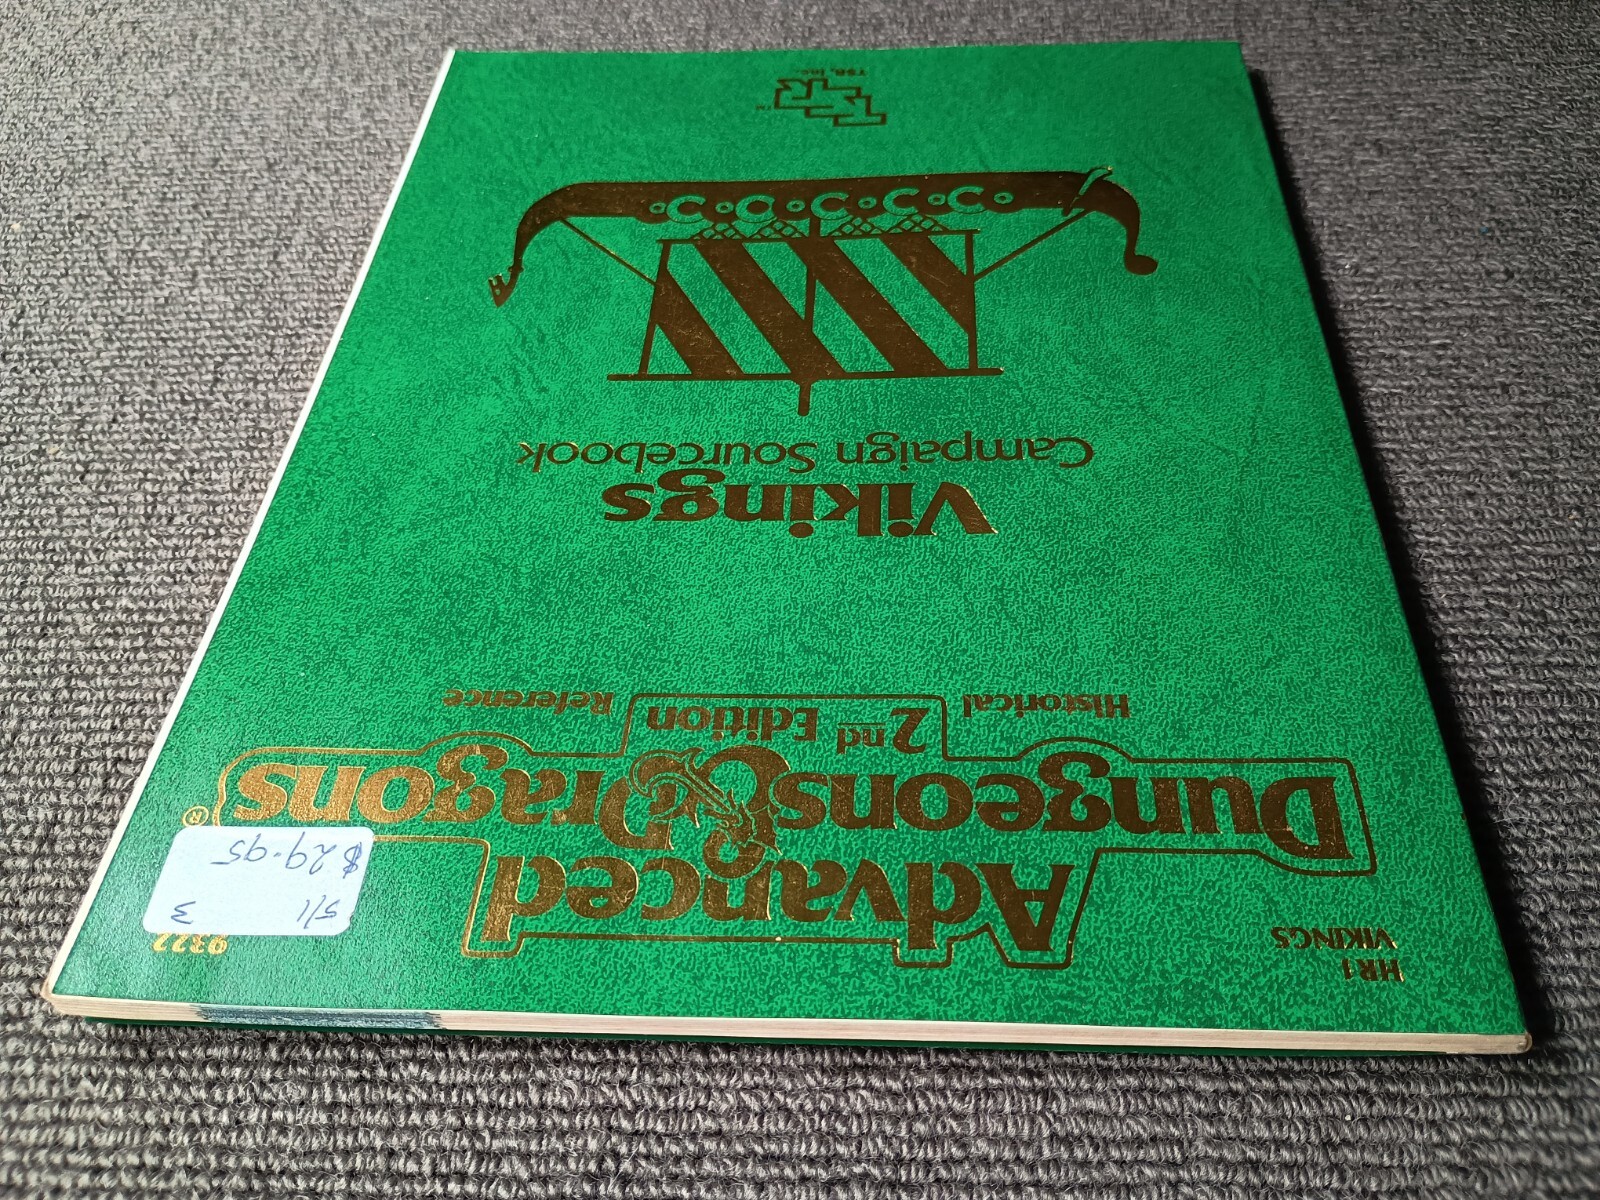 HR1
VIKINGS
9322
5/1 3
$29.95
Advanced
Dungeons & Dragons®
2nd Edition
Historical Reference
Vikings
Campaign Sourcebook
TSR™
TSR, Inc.